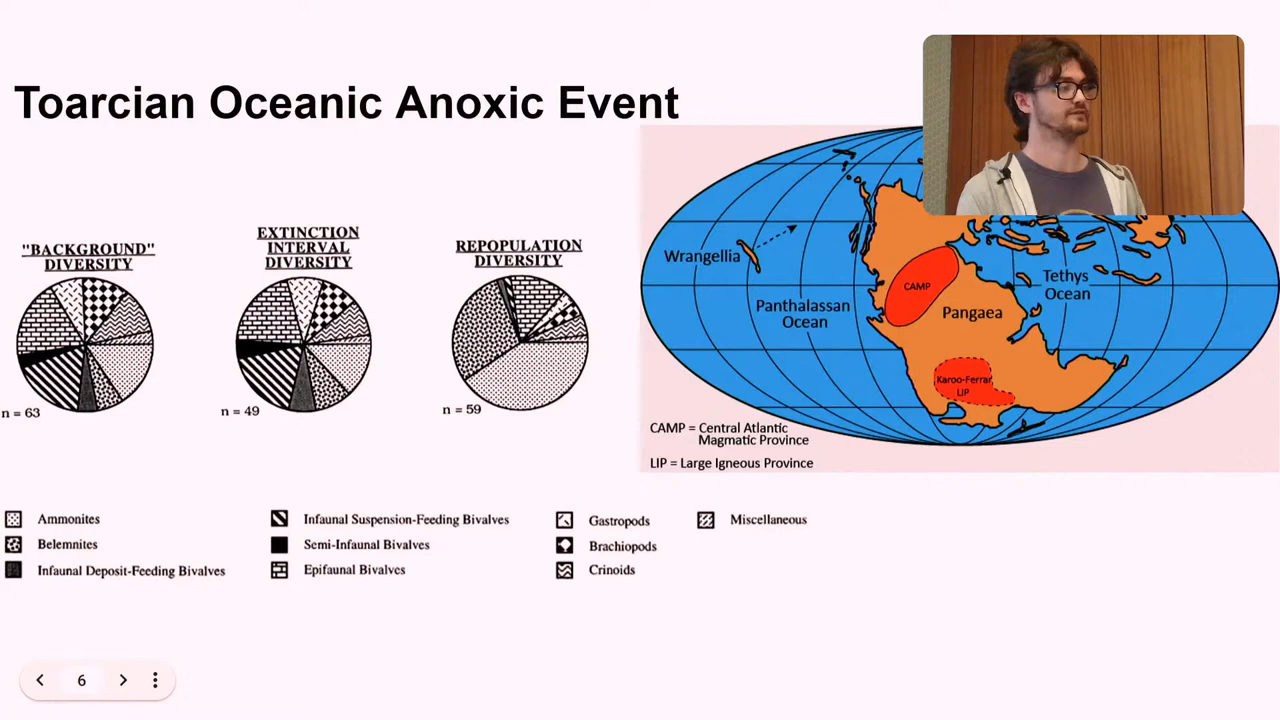 Toarcian Oceanic Anoxic Event
"BACKGROUND"
DIVERSITY
n = 63
EXTINCTION
INTERVAL
DIVERSITY
n = 49
REPOPULATION
DIVERSITY
n = 59
Wrangellia
Panthalassan
Ocean
CAMP
Pangaea
Tethys
Ocean
Karoo-Ferrar
LIP
CAMP = Central Atlantic
Magmatic Province
LIP = Large Igneous Province
Ammonites
Belemnites
Infaunal Deposit-Feeding Bivalves
Infaunal Suspension-Feeding Bivalves
Semi-Infaunal Bivalves
Epifaunal Bivalves
Gastropods
Brachiopods
Crinoids
Miscellaneous
6